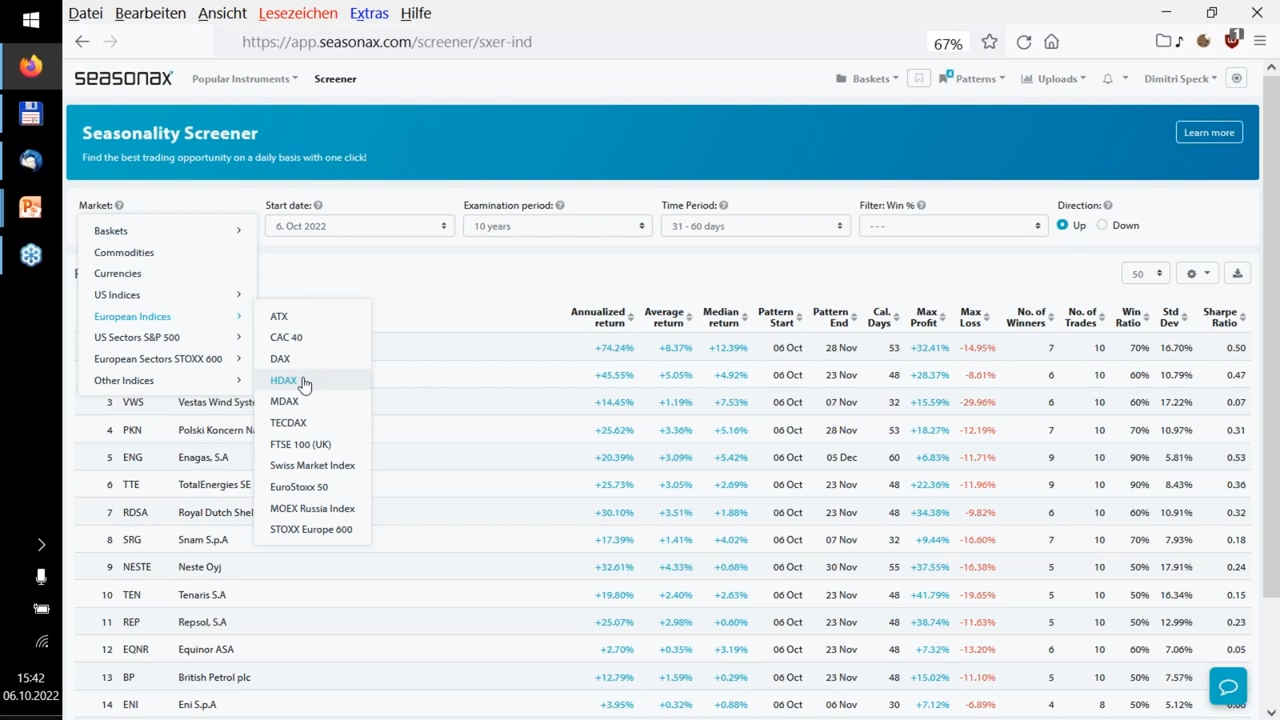 Datei Bearbeiten Ansicht Lesezeichen Extras Hilfe
https://app.seasonax.com/screener/sxer-ind 67% 1
seasonax Popular Instruments Screener Baskets 4 Patterns Uploads Dimitri Speck
Seasonality Screener
Learn more
Find the best trading opportunity on a daily basis with one click!
Market: Start date: Examination period: Time Period: Filter: Win % Direction:
6. Oct 2022 10 years 31 - 60 days --- Up Down
Baskets
Commodities
Currencies
US Indices
European Indices
US Sectors S&P 500
European Sectors STOXX 600
Other Indices
ATX
CAC 40
DAX
HDAX
MDAX
TECDAX
FTSE 100 (UK)
Swiss Market Index
EuroStoxx 50
MOEX Russia Index
STOXX Europe 600
50
Annualized return Average return Median return Pattern Start Pattern End Cal. Days Max Profit Max Loss No. of Winners No. of Trades Win Ratio Std Dev Sharpe Ratio
+74.24% +8.37% +12.39% 06 Oct 28 Nov 53 +32.41% -14.95% 7 10 70% 16.70% 0.50
+45.55% +5.05% +4.92% 06 Oct 23 Nov 48 +28.37% -8.61% 6 10 60% 10.79% 0.47
3 VWS Vestas Wind Syst +14.45% +1.19% +7.53% 06 Oct 07 Nov 32 +15.59% -29.96% 6 10 60% 17.22% 0.07
4 PKN Polski Koncern Na +25.62% +3.36% +5.16% 06 Oct 28 Nov 53 +18.27% -12.19% 7 10 70% 10.97% 0.31
5 ENG Enagas, S.A +20.39% +3.09% +5.42% 06 Oct 05 Dec 60 +6.83% -11.71% 9 10 90% 5.81% 0.53
6 TTE TotalEnergies SE +25.73% +3.05% +2.69% 06 Oct 23 Nov 48 +22.36% -11.96% 9 10 90% 8.43% 0.36
7 RDSA Royal Dutch Shel +30.10% +3.51% +1.88% 06 Oct 23 Nov 48 +34.38% -9.82% 6 10 60% 10.91% 0.32
8 SRG Snam S.p.A +17.39% +1.41% +4.02% 06 Oct 07 Nov 32 +9.44% -16.60% 7 10 70% 7.93% 0.18
9 NESTE Neste Oyj +32.61% +4.33% +0.68% 06 Oct 30 Nov 55 +37.55% -16.38% 5 10 50% 17.91% 0.24
10 TEN Tenaris S.A +19.80% +2.40% +2.63% 06 Oct 23 Nov 48 +41.79% -19.65% 5 10 50% 16.34% 0.15
11 REP Repsol, S.A +25.07% +2.98% +0.60% 06 Oct 23 Nov 48 +38.74% -11.63% 5 10 50% 12.99% 0.23
12 EQNR Equinor ASA +2.70% +0.35% +3.19% 06 Oct 23 Nov 48 +7.32% -13.20% 6 10 60% 7.06% 0.05
13 BP British Petrol plc +12.79% +1.59% +0.29% 06 Oct 23 Nov 48 +15.02% -11.10% 5 10 50% 7.57%
14 ENI Eni S.p.A +3.95% +0.32% +0.88% 06 Oct 06 Nov 30 +7.12% -6.89% 4 8 50% 5.12%
15:42
06.10.2022